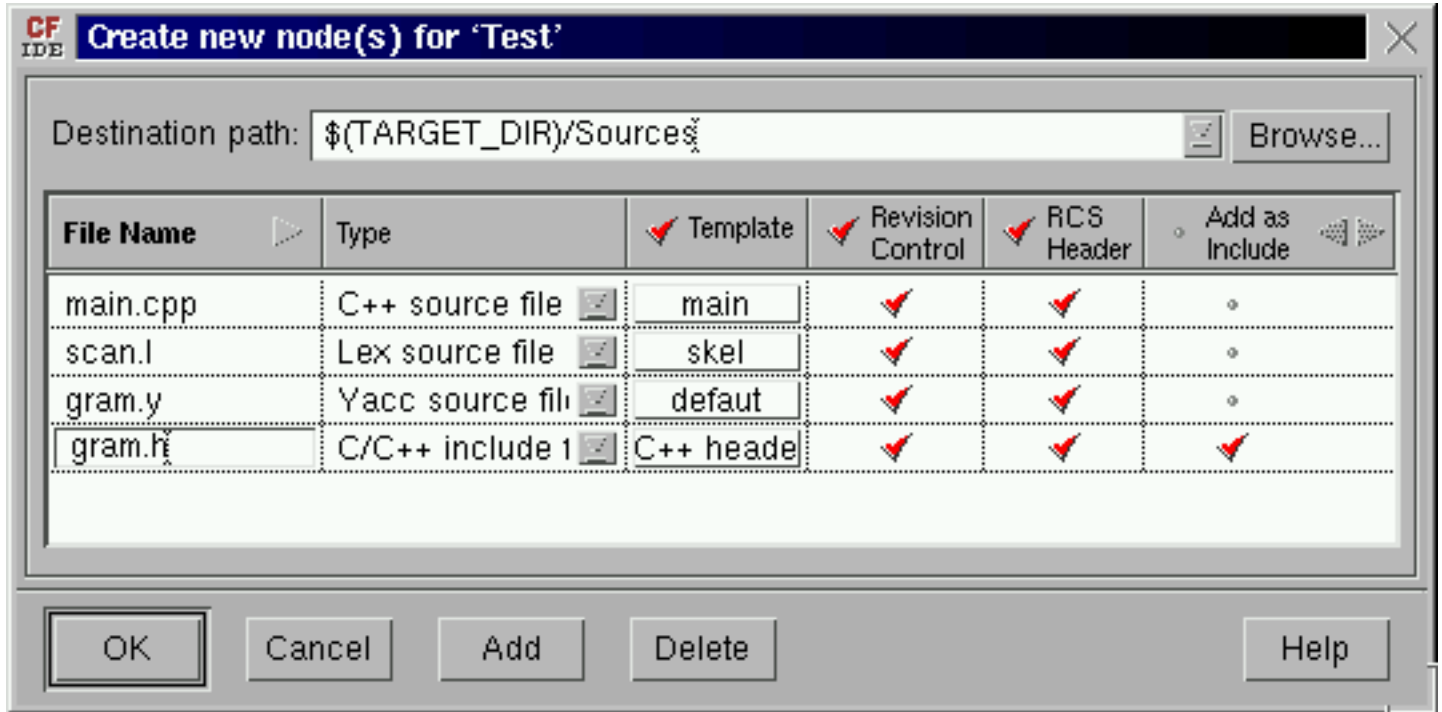 CF
IDE
Create new node(s) for ‘Test’
Destination path: $(TARGET_DIR)/Sources Browse...
File Name Type Template Revision Control RCS Header Add as Include
main.cpp C++ source file main
scan.l Lex source file skel
gram.y Yacc source fil defaut
gram.h C/C++ include C++ heade
OK Cancel Add Delete Help